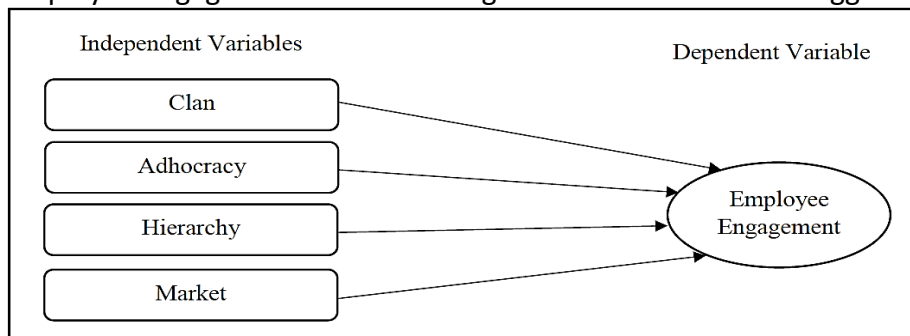 Independent Variables
Dependent Variable
Clan
Adhocracy
Hierarchy
Market
Employee
Engagement